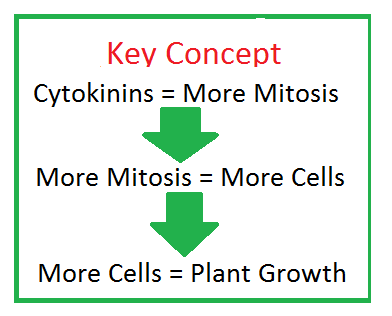 Key Concept
Cytokinins = More Mitosis
More Mitosis = More Cells
More Cells = Plant Growth